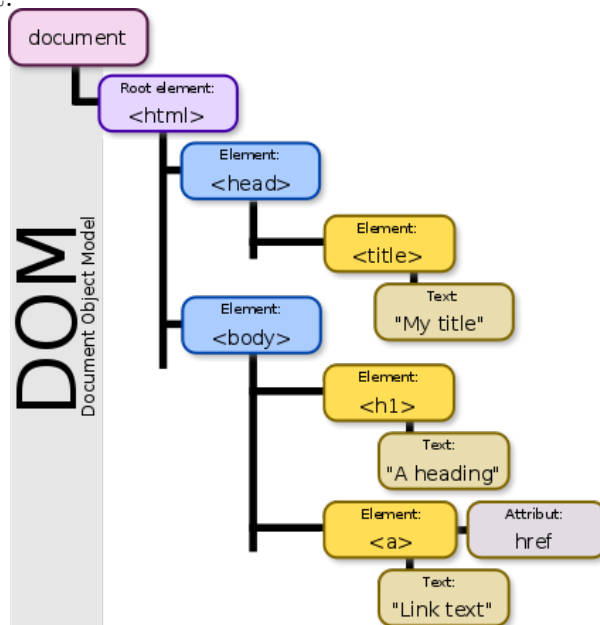 document
Root element:
<html>
Element:
<head>
Element:
<title>
Text
"My title"
Element:
<body>
Element:
<h1>
Text:
"A heading"
Element:
<a>
Attribut:
href
Text:
"Link text"
DOM
Document Object Model